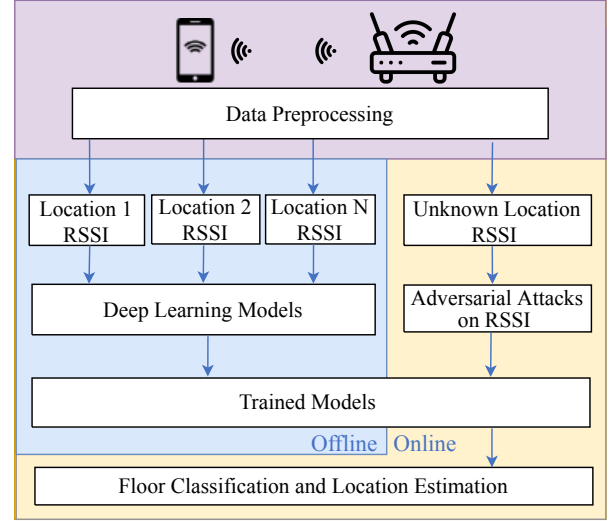 Data Preprocessing
Location 1
RSSI
Location 2
RSSI
Location N
RSSI
Unknown Location
RSSI
Deep Learning Models
Adversarial Attacks
on RSSI
Trained Models
Offline
Online
Floor Classification and Location Estimation